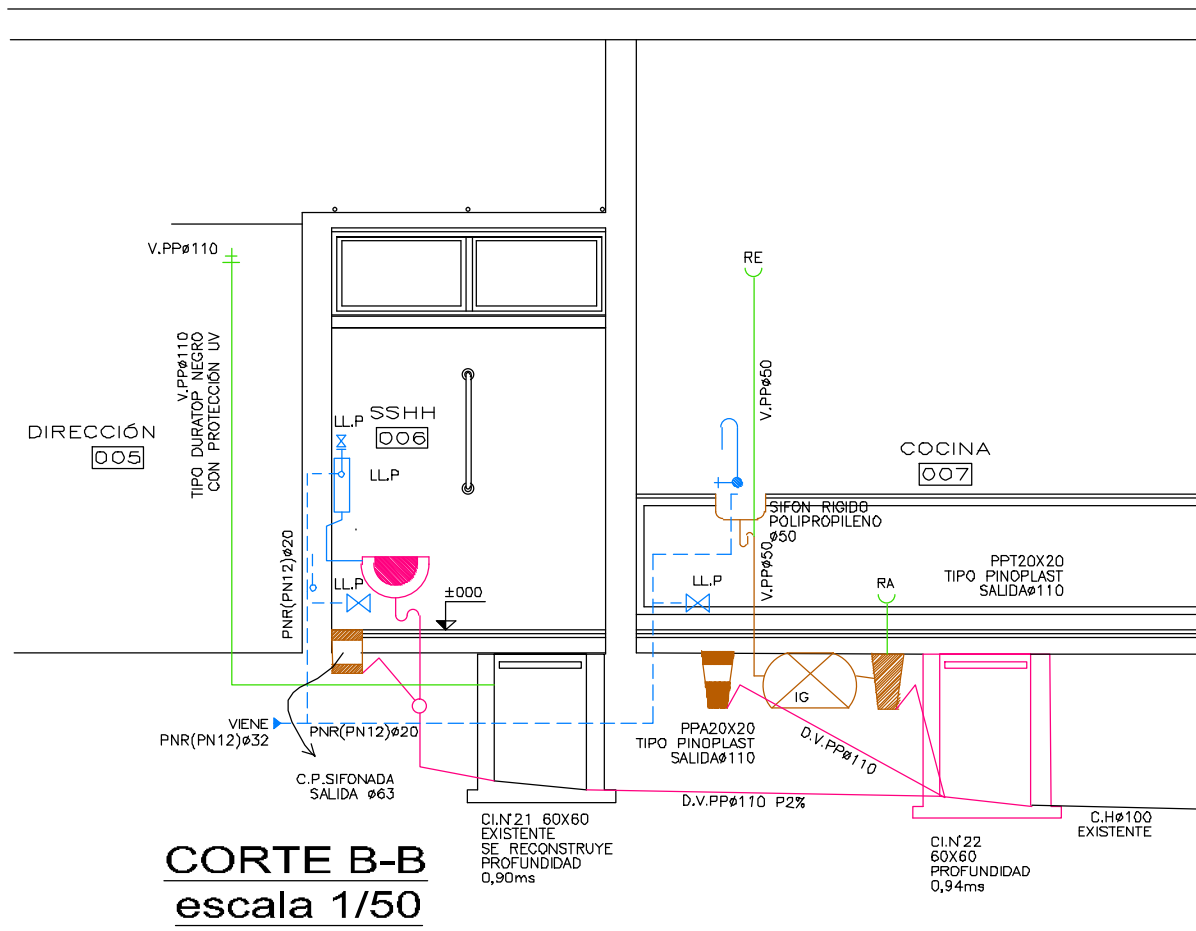 V.PPø110
V.PPø110
TIPO DURATOP NEGRO
CON PROTECCIÓN UV
DIRECCIÓN
005
LL.P
SSHH
006
LL.P
PNR(PN12)ø20
LL.P
±000
RE
V.PPø50
COCINA
007
SIFON RIGIDO
POLIPROPILENO
ø50
V.PPø50
LL.P
PPT20X20
TIPO PINOPLAST
SALIDAø110
RA
IG
VIENE
PNR(PN12)ø32
PNR(PN12)ø20
C.P.SIFONADA
SALIDA ø63
PPA20X20
TIPO PINOPLAST
SALIDAø110
D.V.PPø110
D.V.PPø110 P2%
CI.N°21 60X60
EXISTENTE
SE RECONSTRUYE
PROFUNDIDAD
0,90ms
CI.N°22
60X60
PROFUNDIDAD
0,94ms
C.Hø100
EXISTENTE
CORTE B-B
escala 1/50